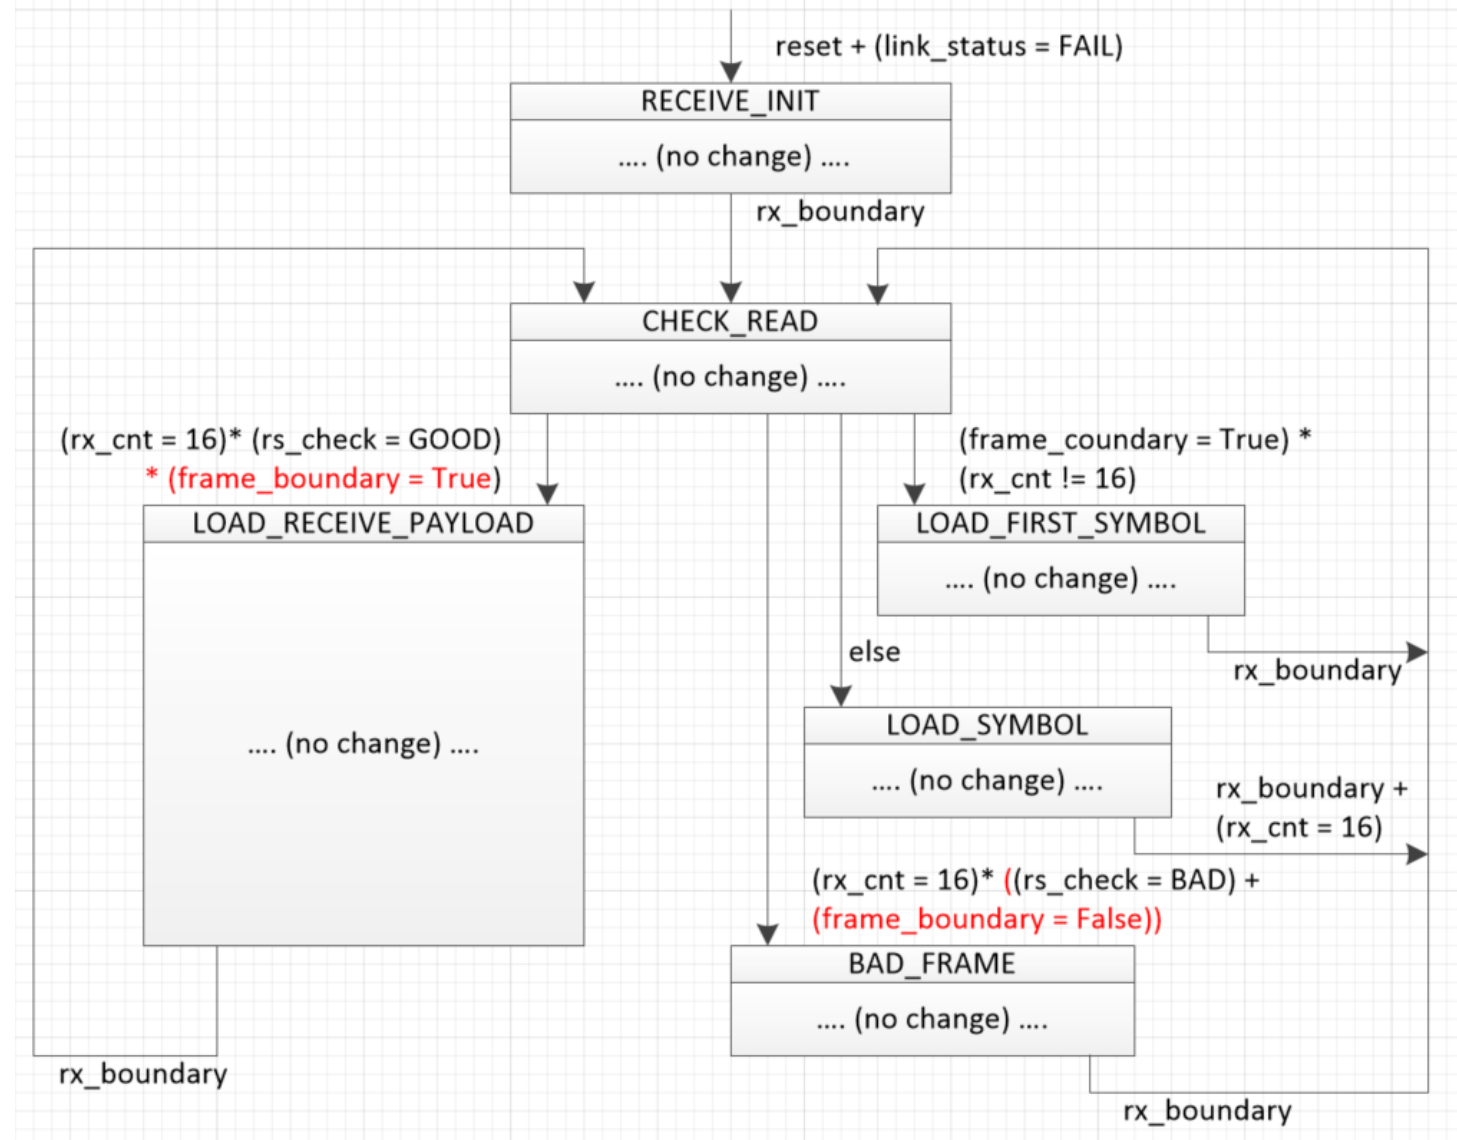 reset + (link_status = FAIL)
RECEIVE_INIT
.... (no change) ....
rx_boundary
CHECK_READ
.... (no change) ....
(rx_cnt = 16)* (rs_check = GOOD)
* (frame_boundary = True)
(frame_coundary = True) *
(rx_cnt != 16)
LOAD_RECEIVE_PAYLOAD
.... (no change) ....
LOAD_FIRST_SYMBOL
.... (no change) ....
rx_boundary
else
LOAD_SYMBOL
.... (no change) ....
rx_boundary +
(rx_cnt = 16)
(rx_cnt = 16)* ((rs_check = BAD) +
(frame_boundary = False))
BAD_FRAME
.... (no change) ....
rx_boundary
rx_boundary